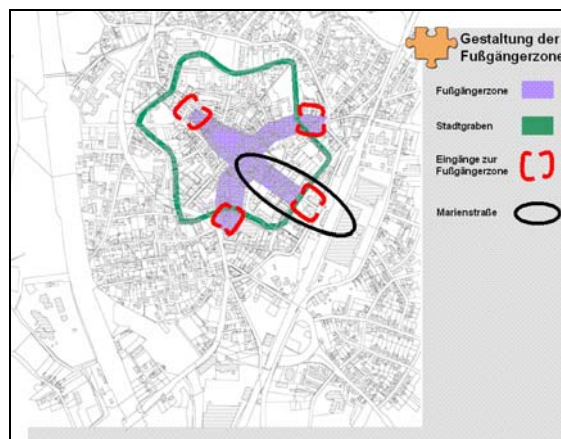 Gestaltung der
Fußgängerzone
Fußgängerzone
Stadtgraben
Eingänge zur
Fußgängerzone
Marienstraße